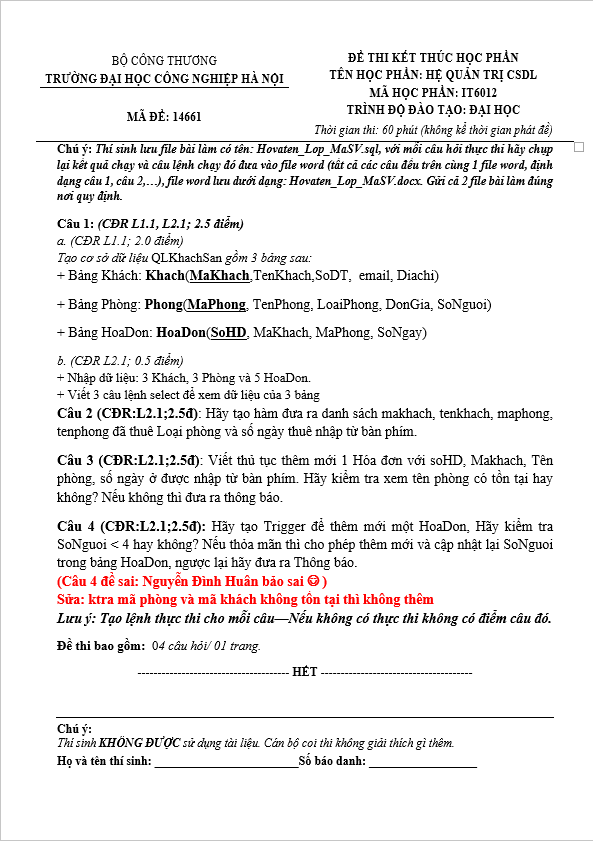 BỘ CÔNG THƯƠNG
TRƯỜNG ĐẠI HỌC CÔNG NGHIỆP HÀ NỘI
MÃ ĐỀ: 14661
ĐỀ THI KẾT THÚC HỌC PHẦN
TÊN HỌC PHẦN: HỆ QUẢN TRỊ CSDL
MÃ HỌC PHẦN: IT6012
TRÌNH ĐỘ ĐÀO TẠO: ĐẠI HỌC
Thời gian thi: 60 phút (không kể thời gian phát đề)
Chú ý: Thí sinh lưu file bài làm có tên: Hovaten_Lop_MaSV.sql, với mỗi câu hỏi thực thi hãy chụp
lại kết quả chạy và câu lệnh chạy đó đưa vào file word (tất cả các câu đều trên cùng 1 file word, định
dạng câu 1, câu 2,…), file word lưu dưới dạng: Hovaten_Lop_MaSV.docx. Gửi cả 2 file bài làm đúng
nơi quy định.
Câu 1: (CĐR L1.1, L2.1; 2.5 điểm)
a. (CĐR L1.1; 2.0 điểm)
Tạo cơ sở dữ liệu QLKhachSan gồm 3 bảng sau:
+ Bảng Khách: Khach(MaKhach,TenKhach,SoDT, email, Diachi)
+ Bảng Phòng: Phong(MaPhong, TenPhong, LoaiPhong, DonGia, SoNguoi)
+ Bảng HoaDon: HoaDon(SoHD, MaKhach, MaPhong, SoNgay)
b. (CĐR L2.1; 0.5 điểm)
+ Nhập dữ liệu: 3 Khách, 3 Phòng và 5 HoaDon.
+ Viết 3 câu lệnh select để xem dữ liệu của 3 bảng
Câu 2 (CĐR:L2.1;2.5đ): Hãy tạo hàm đưa ra danh sách makhach, tenkhach, maphong,
tenphong đã thuê Loại phòng và số ngày thuê nhập từ bàn phím.
Câu 3 (CĐR:L2.1;2.5đ): Viết thủ tục thêm mới 1 Hóa đơn với soHD, Makhach, Tên
phòng, số ngày ở được nhập từ bàn phím. Hãy kiểm tra xem tên phòng có tồn tại hay
không? Nếu không thì đưa ra thông báo.
Câu 4 (CĐR:L2.1;2.5đ): Hãy tạo Trigger để thêm mới một HoaDon, Hãy kiểm tra
SoNguoi < 4 hay không? Nếu thỏa mãn thì cho phép thêm mới và cập nhật lại SoNguoi
trong bảng HoaDon, ngược lại hãy đưa ra Thông báo.
(Câu 4 đề sai: Nguyễn Đình Huân bảo sai ☹ )
Sửa: ktra mã phòng và mã khách không tồn tại thì không thêm
Lưu ý: Tạo lệnh thực thi cho mỗi câu—Nếu không có thực thi không có điểm câu đó.
Đề thi bao gồm: 04 câu hỏi/ 01 trang.
-------------------------------------- HẾT --------------------------------------
Chú ý:
Thí sinh KHÔNG ĐƯỢC sử dụng tài liệu. Cán bộ coi thi không giải thích gì thêm.
Họ và tên thí sinh: ________________________Số báo danh: __________________